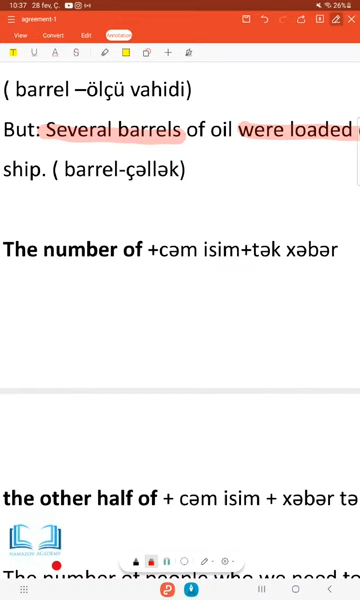 10:37 28 fev, Ç.
26%
agreement-1
View Convert Edit Annotation
( barrel –ölçü vahidi)
But: Several barrels of oil were loaded
ship. ( barrel-çəllək)
The number of +cəm isim+tək xəbər
the other half of + cəm isim + xəbər tə
The number of people who we need to